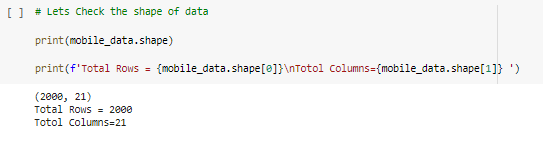 [ ] # Lets Check the shape of data
print(mobile_data.shape)
print(f'Total Rows = {mobile_data.shape[0]}\nTotol Columns={mobile_data.shape[1]} ')
(2000, 21)
Total Rows = 2000
Totol Columns=21